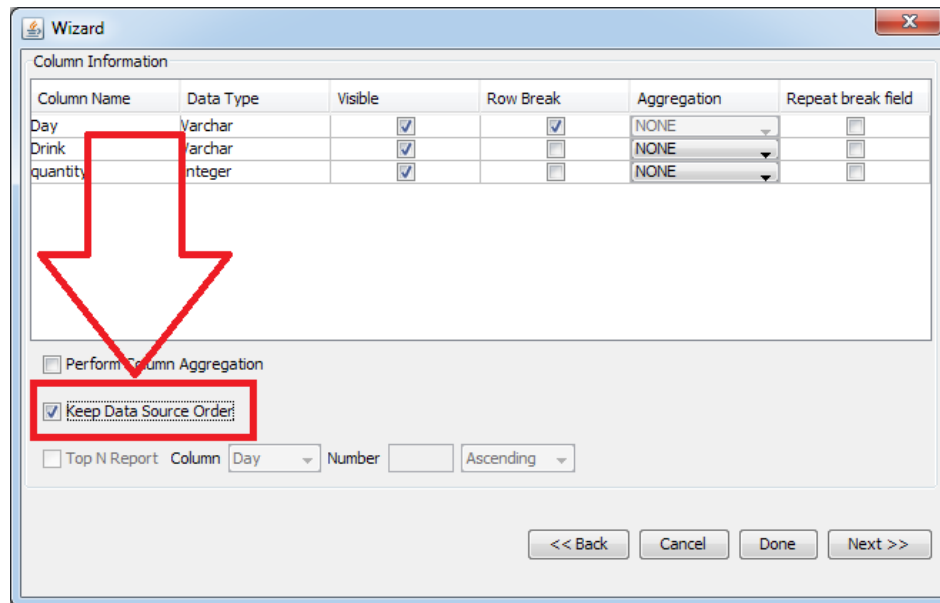 Wizard
Column Information
Column Name Data Type Visible Row Break Aggregation Repeat break field
Day Varchar NONE
Drink Varchar NONE
quantity Integer NONE
Perform Column Aggregation
Keep Data Source Order
Top N Report Column Day Number Ascending
<< Back Cancel Done Next >>